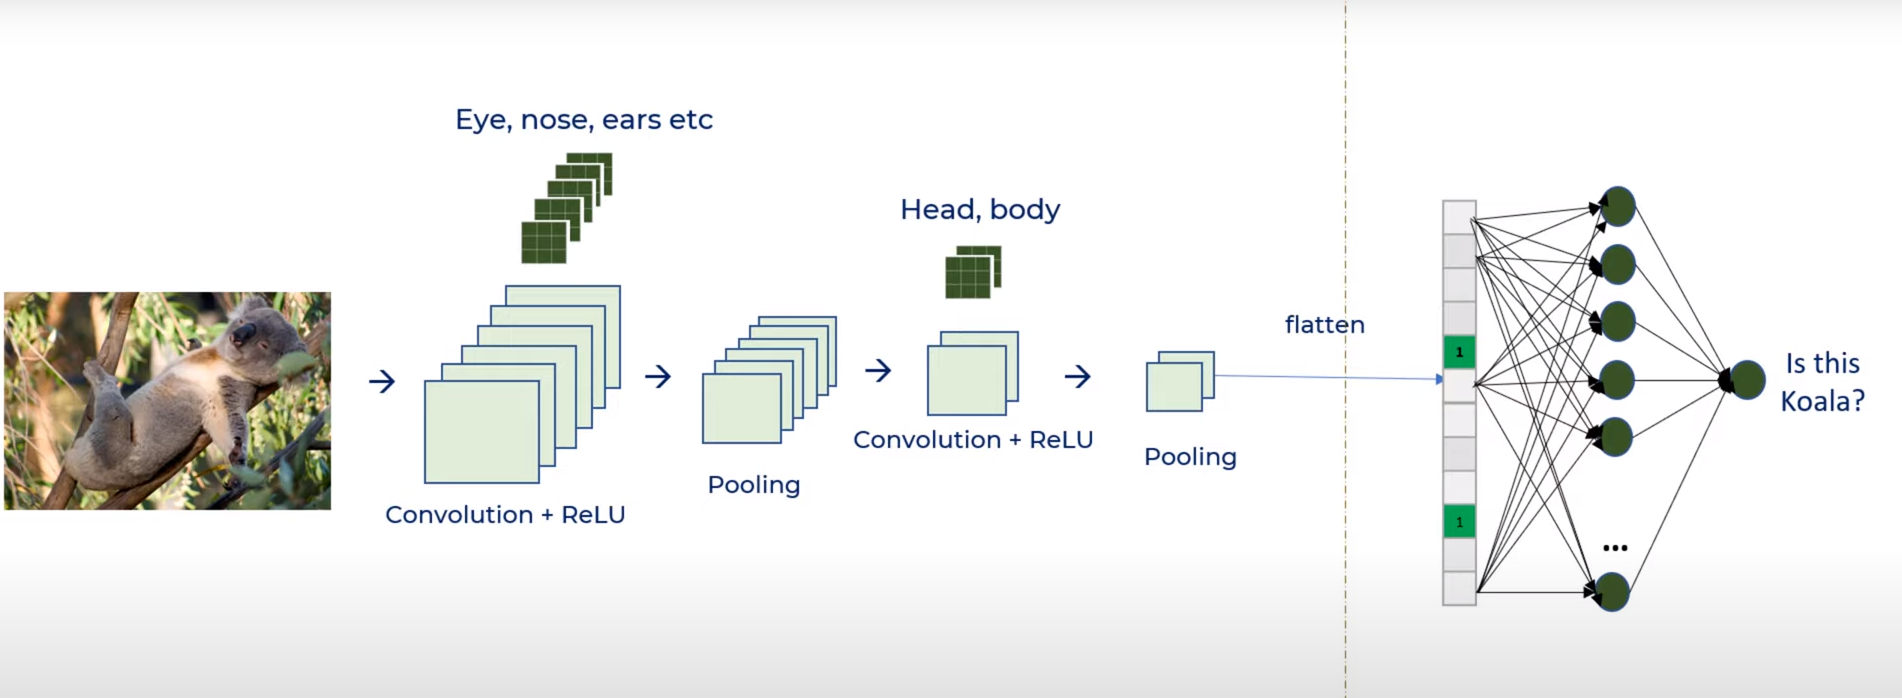 Eye, nose, ears etc
Head, body
flatten
Convolution + ReLU
Pooling
Convolution + ReLU
Pooling
1
1
...
Is this
Koala?